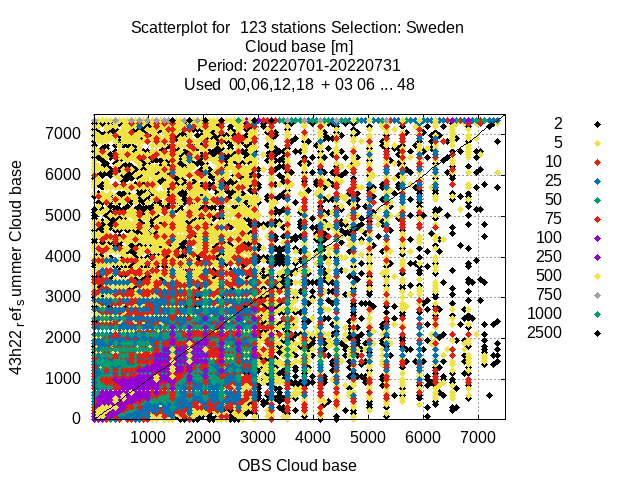 Scatterplot for  123 stations Selection: Sweden
Cloud base [m]
Period: 20220701-20220731
Used  00,06,12,18  + 03 06 ... 48
43h22_ref_summer Cloud base
7000
6000
5000
4000
3000
2000
1000
0
1000 2000 3000 4000 5000 6000 7000
OBS Cloud base
2
5
10
25
50
75
100
250
500
750
1000
2500